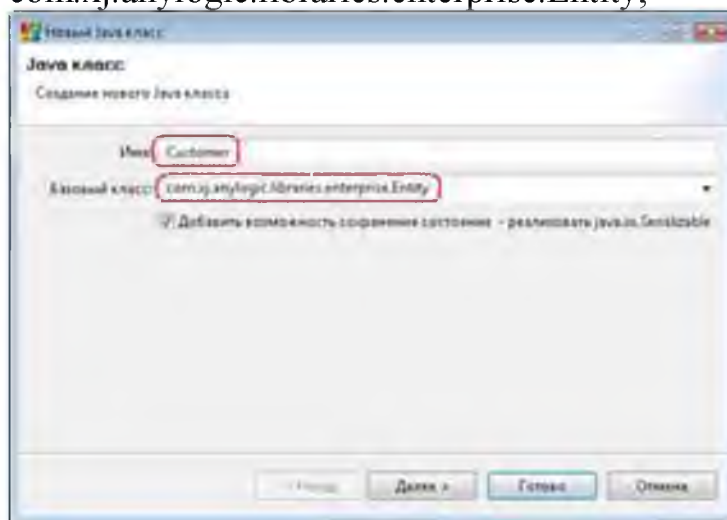 com.xj.anylogic.libraries.enterprise.Entity;
Новый Java класс
Java класс
Создание нового Java класса
Имя: Customer
Базовый класс: com.xj.anylogic.libraries.enterprise.Entity
Добавить возможность сохранения состояния - реализовать java.io.Serializable
< Назад Далее > Готово Отмена